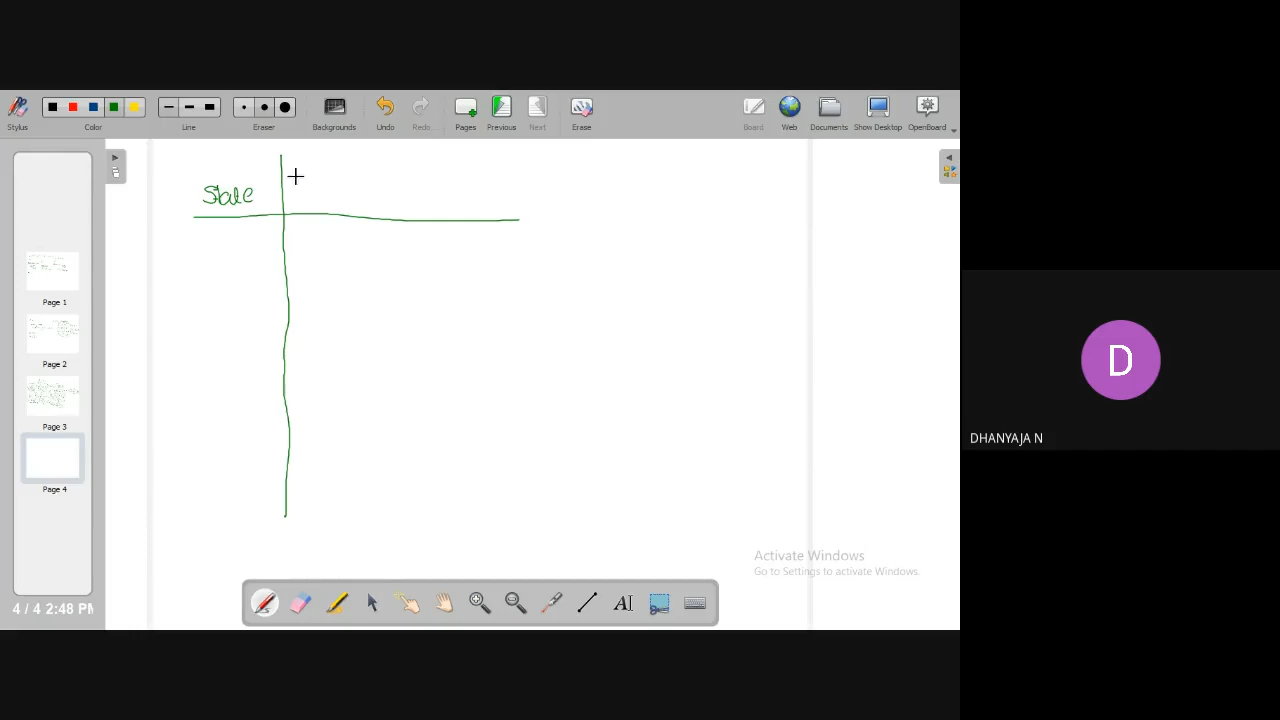 Stylus
Color
Line
Eraser
Backgrounds
Undo
Redo
Pages
Previous
Next
Erase
Board
Web
Documents
Show Desktop
OpenBoard
State
Page 1
Page 2
Page 3
Page 4
4 / 4 2:48 PM
Activate Windows
Go to Settings to activate Windows.
AI
D
DHANYAJA N